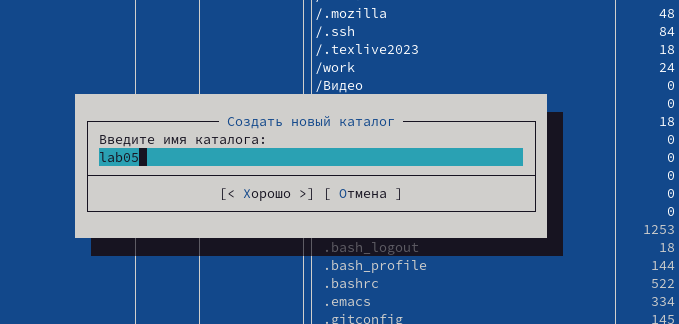 /.mozilla 48
/.ssh 84
/.texlive2023 18
/work 24
/Видео 0
0
Создать новый каталог 18
Введите имя каталога: 0
lab05 0
0
[< Хорошо >] [ Отмена ] 0
0
1253
.bash_logout 18
.bash_profile 144
.bashrc 522
.emacs 334
.gitconfig 145